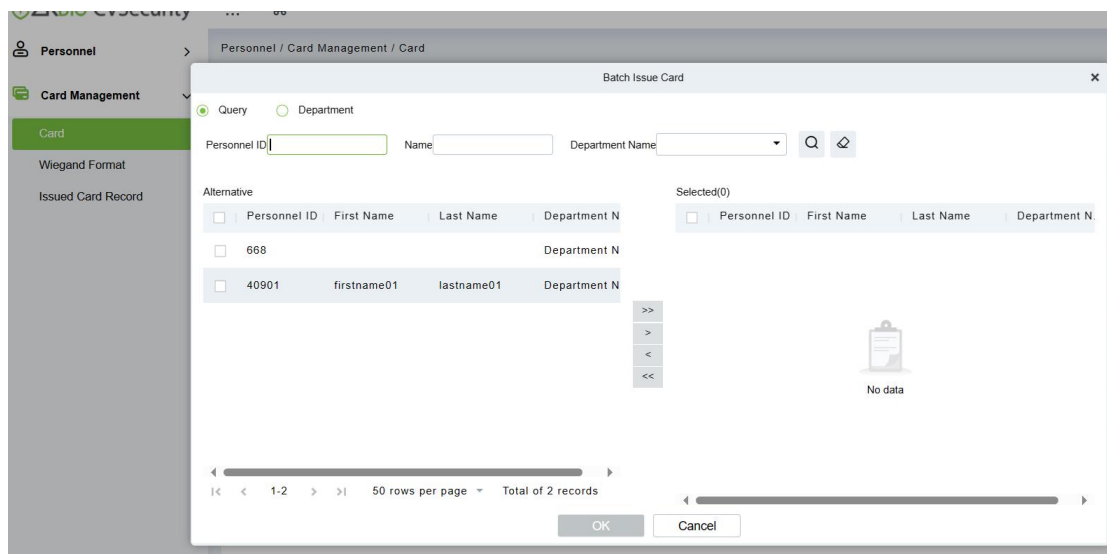 ZKBio CVSecurity ...
Personnel >
Personnel / Card Management / Card
Batch Issue Card ×
Card Management
Query Department
Card
Personnel ID Name Department Name
Wiegand Format
Issued Card Record
Alternative Selected(0)
Personnel ID First Name Last Name Department N
Personnel ID First Name Last Name Department N.
668 Department N
40901 firstname01 lastname01 Department N
>>
>
<
<<
No data
|< < 1-2 > >| 50 rows per page Total of 2 records
OK Cancel